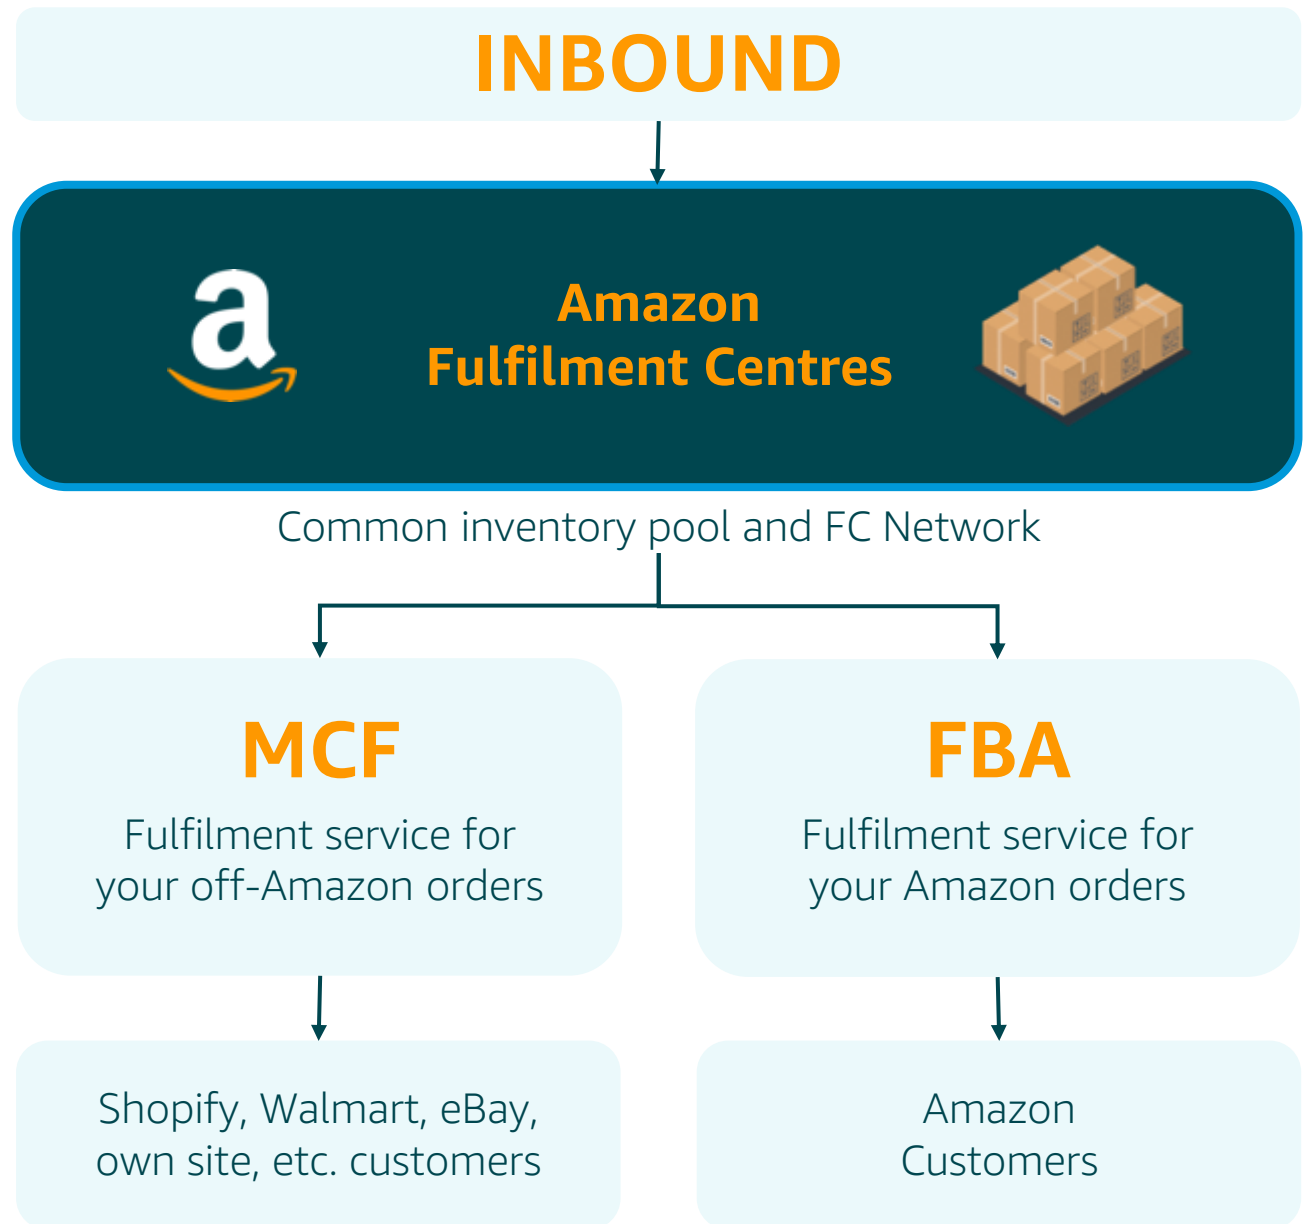 INBOUND
Amazon
Fulfilment Centres
Common inventory pool and FC Network
MCF
Fulfilment service for
your off-Amazon orders
FBA
Fulfilment service for
your Amazon orders
Shopify, Walmart, eBay,
own site, etc. customers
Amazon
Customers